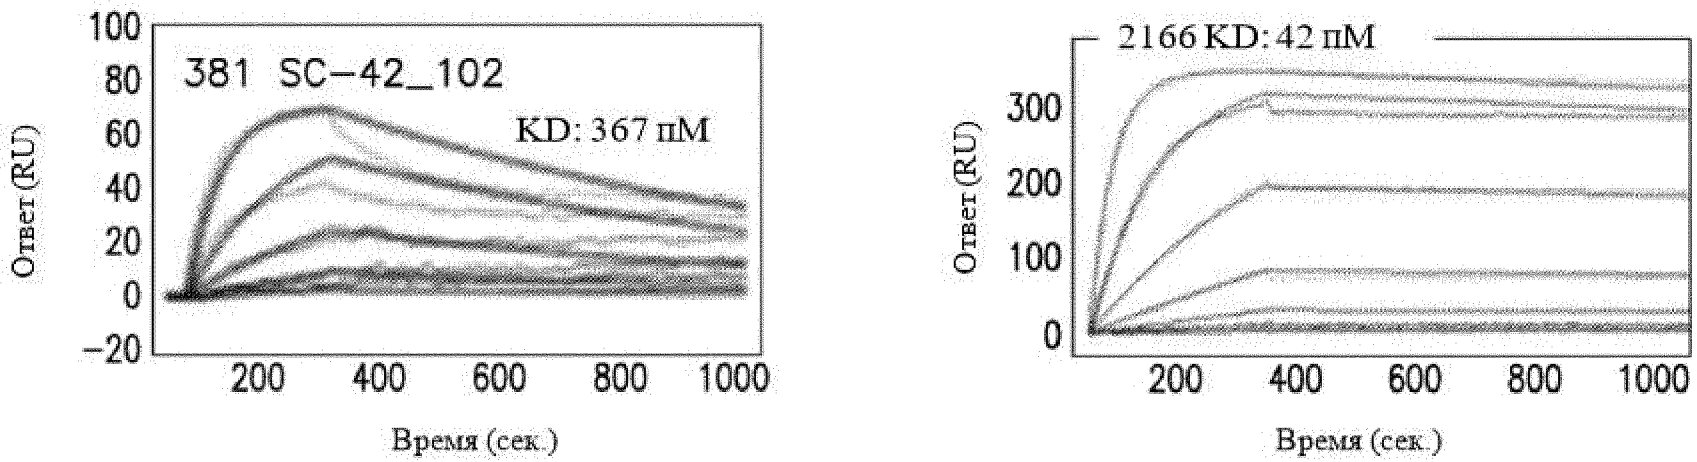 100
381 SC-42_102
80
KD: 367 пМ
60
40
20
0
-20
Ответ (RU)
200 400 600 800 1000
Время (сек.)
2166 KD: 42 пМ
300
200
100
0
Ответ (RU)
200 400 600 800 1000
Время (сек.)